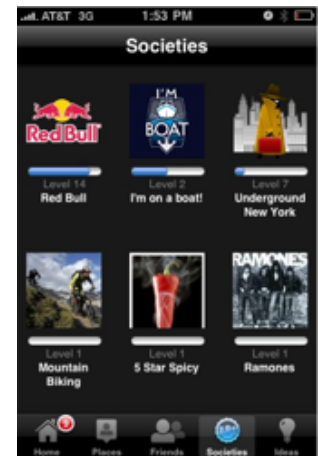 AT&T 3G 1:53 PM
Societies
Red Bull
I'M
BOAT
Level 14 Level 2 Level 7
Red Bull I'm on a boat! Underground
New York
RAMONES
Level 1 Level 1 Level 1
Mountain 5 Star Spicy Ramones
Biking
Home Places Friends Societies Ideas